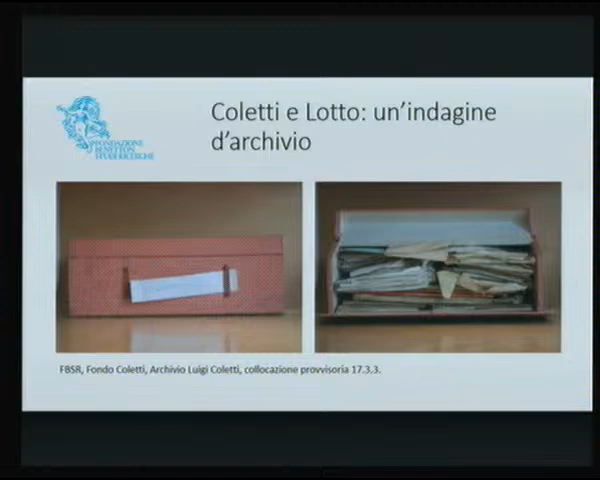 FONDAZIONE
BENETTON
STUDI RICERCHE
Coletti e Lotto: un'indagine
d'archivio
FBSR, Fondo Coletti, Archivio Luigi Coletti, collocazione provvisoria 17.3.3.